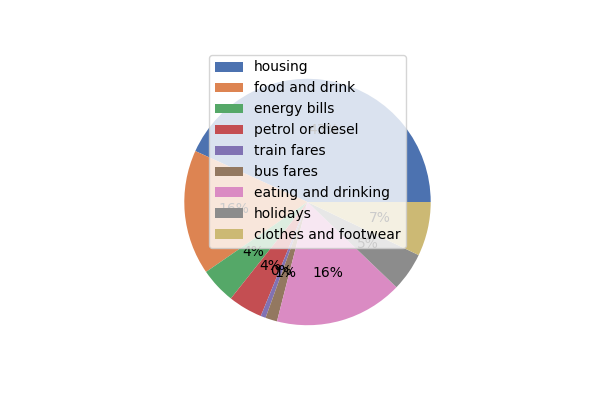 housing
food and drink
energy bills
petrol or diesel
train fares
bus fares
eating and drinking
holidays
clothes and footwear
16%
4%
4%
0%
1%
16%
5%
7%